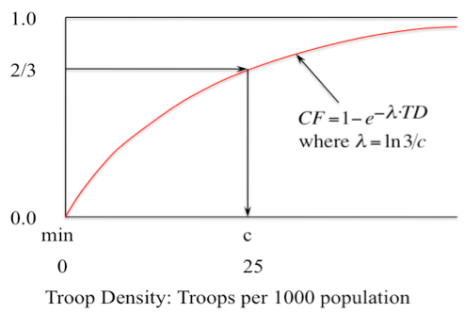 1.0
2/3
CF=1−e−λ·TD
where λ=ln3/c
0.0
min c
0 25
Troop Density: Troops per 1000 population